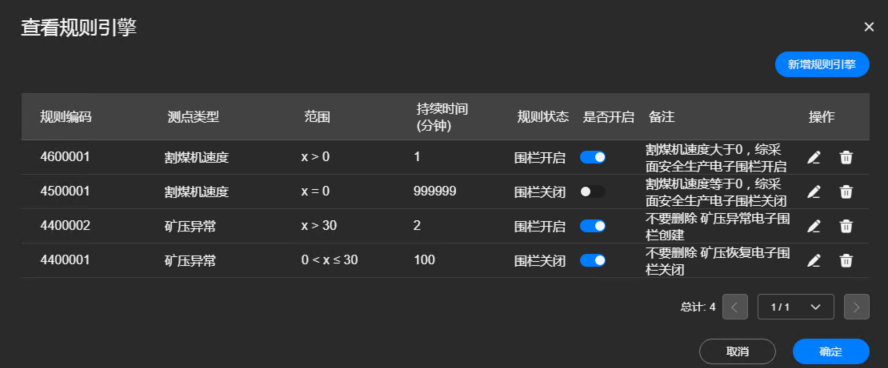 查看规则引擎
新增规则引擎
规则编码 测点类型 范围 持续时间 (分钟) 规则状态 是否开启 备注 操作
4600001 割煤机速度 x > 0 1 围栏开启 割煤机速度大于0，综采
面安全生产电子围栏开启
4500001 割煤机速度 x = 0 999999 围栏关闭 割煤机速度等于0，综采
面安全生产电子围栏关闭
4400002 矿压异常 x > 30 2 围栏开启 不要删除 矿压异常电子围
栏创建
4400001 矿压异常 0 < x ≤ 30 100 围栏关闭 不要删除 矿压恢复电子围
栏关闭
总计: 4 1 / 1
取消 确定